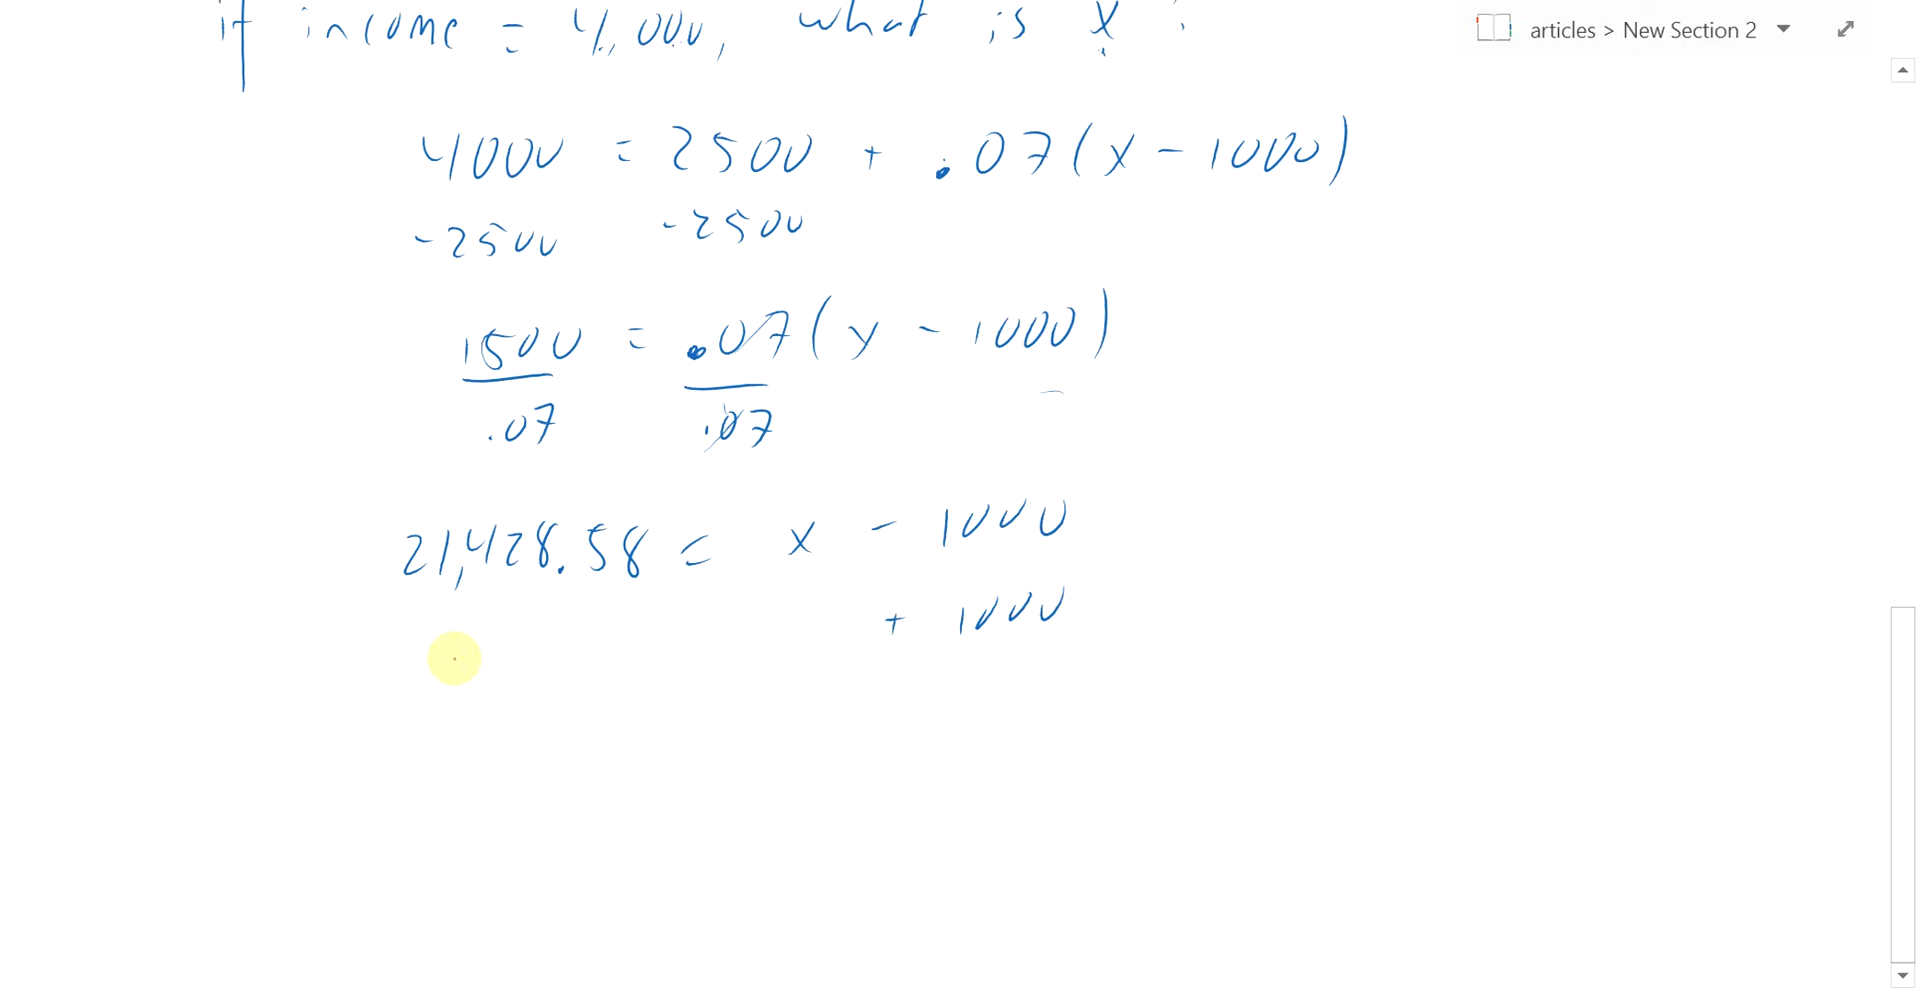 if income = 4,000, what is x
articles > New Section 2
4000 = 2500 + .07(x - 1000)
-2500 -2500
1500 = .07(x - 1000)
.07 .07
21,428.58 = x - 1000
+ 1000